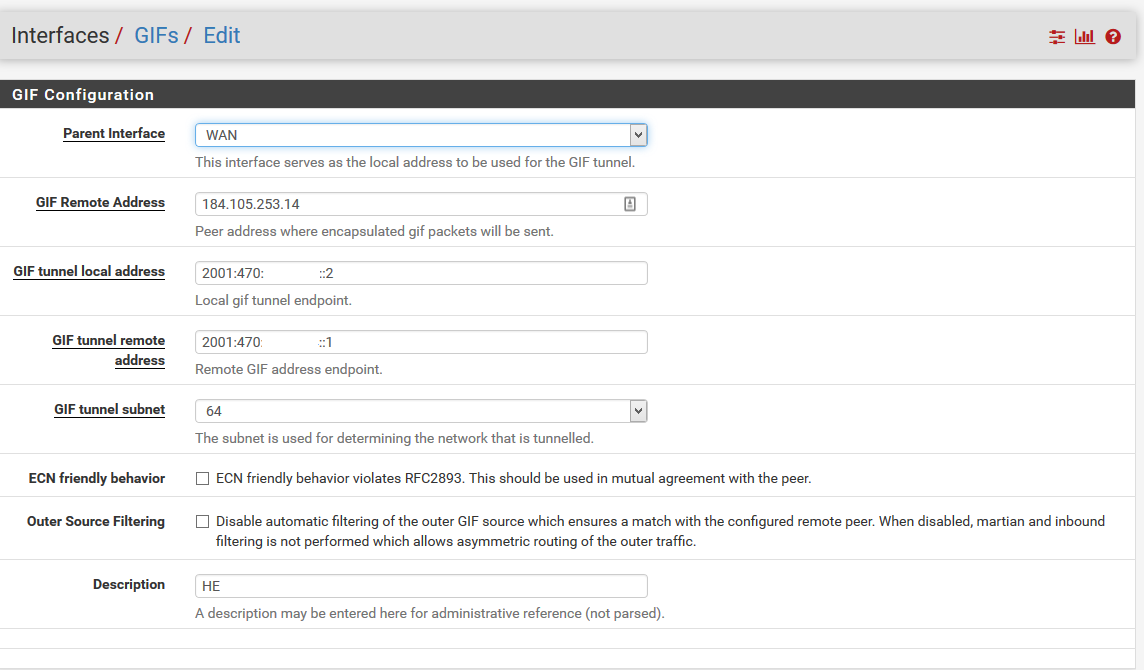 Interfaces / GIFs / Edit
GIF Configuration
Parent Interface
WAN
This interface serves as the local address to be used for the GIF tunnel.
GIF Remote Address
184.105.253.14
Peer address where encapsulated gif packets will be sent.
GIF tunnel local address
2001:470: ::2
Local gif tunnel endpoint.
GIF tunnel remote
address
2001:470: ::1
Remote GIF address endpoint.
GIF tunnel subnet
64
The subnet is used for determining the network that is tunnelled.
ECN friendly behavior
ECN friendly behavior violates RFC2893. This should be used in mutual agreement with the peer.
Outer Source Filtering
Disable automatic filtering of the outer GIF source which ensures a match with the configured remote peer. When disabled, martian and inbound
filtering is not performed which allows asymmetric routing of the outer traffic.
Description
HE
A description may be entered here for administrative reference (not parsed).